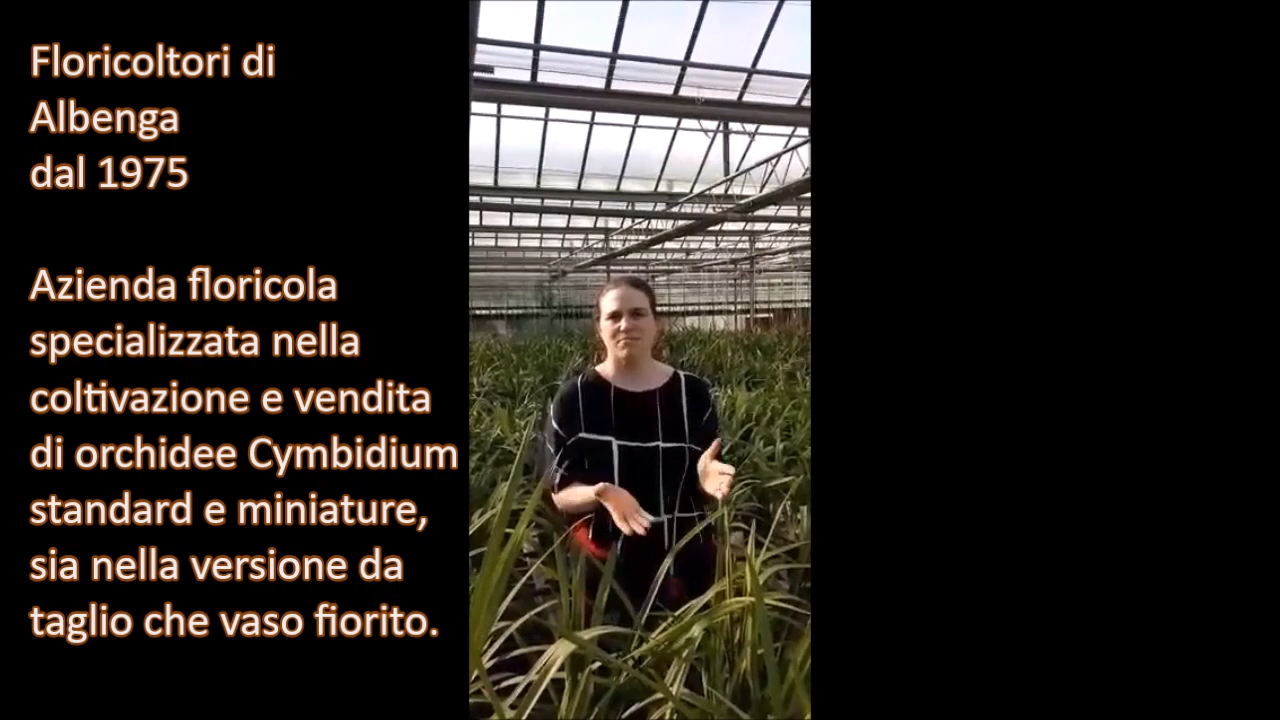 Floricoltori di
Albenga
dal 1975
Azienda floricola
specializzata nella
coltivazione e vendita
di orchidee Cymbidium
standard e miniature,
sia nella versione da
taglio che vaso fiorito.